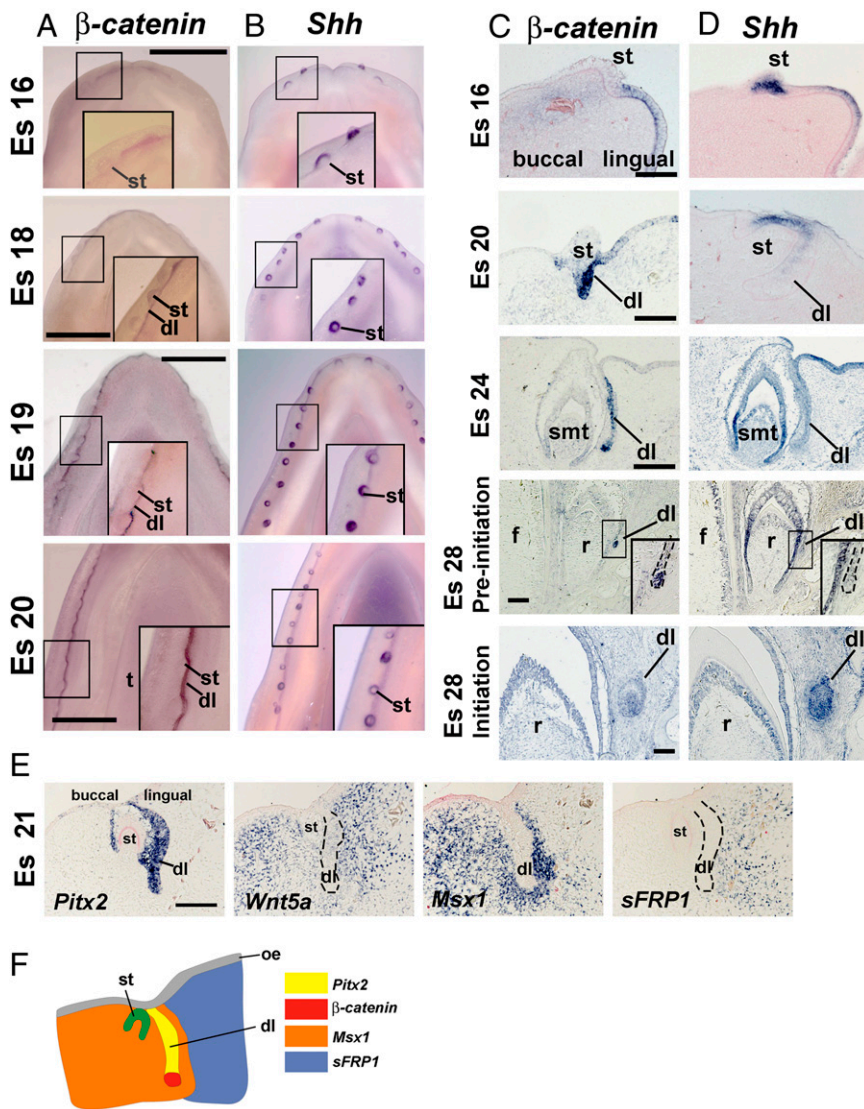 A β-catenin
B Shh
C β-catenin
D Shh
Es 16
st
st
st
buccal lingual
st
Es 18
st
dl
st
Es 20
st
dl
st
dl
Es 19
st
dl
st
Es 24
smt
dl
smt
dl
Es 20
t
st
dl
st
Es 28
Pre-initiation
f
r
dl
f
r
dl
Es 28
Initiation
r
dl
r
dl
E
Es 21
buccal lingual
st
dl
Pitx2
st
dl
Wnt5a
dl
Msx1
st
dl
sFRP1
F
st
oe
dl
Pitx2
β-catenin
Msx1
sFRP1